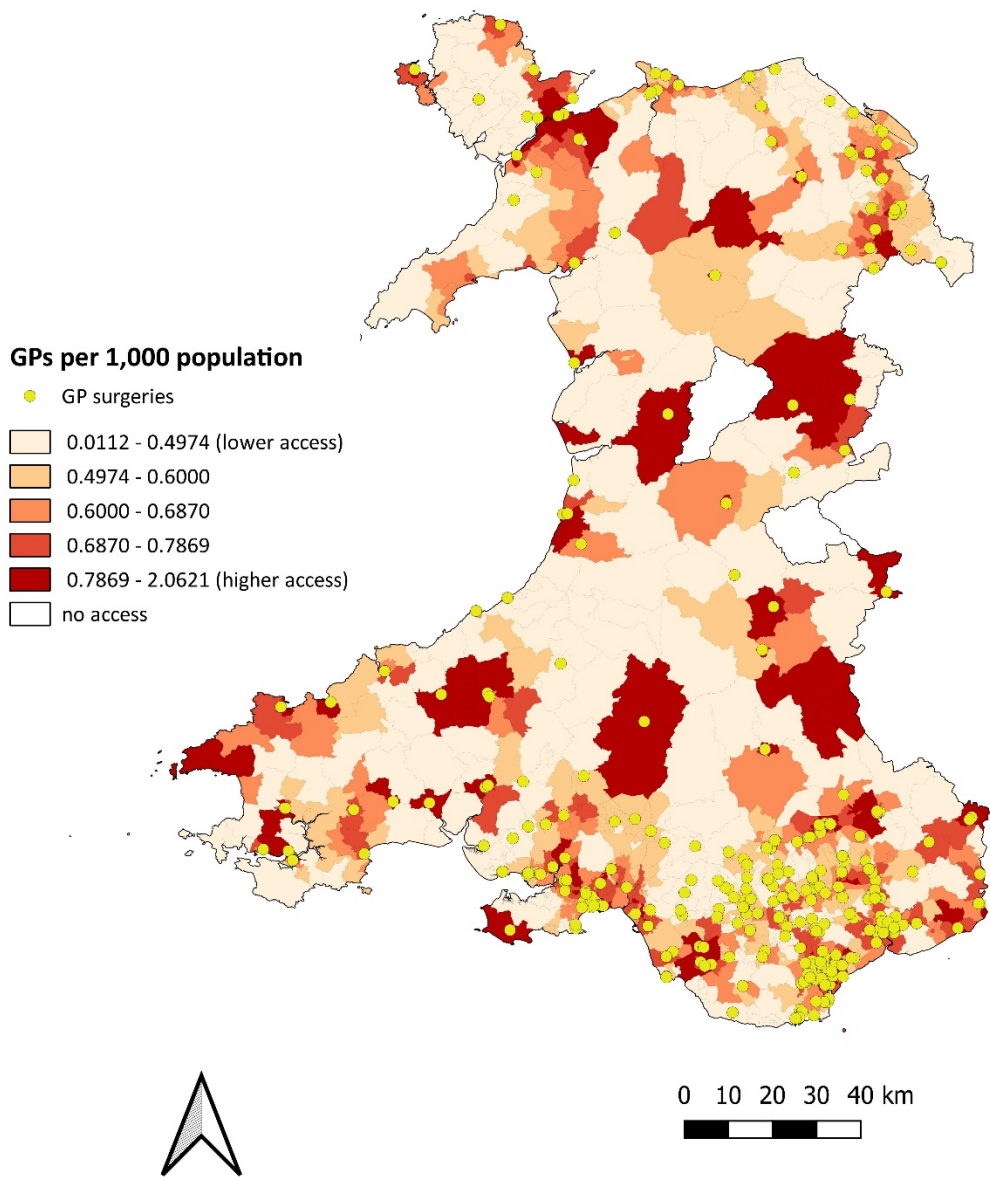 GPs per 1,000 population
GP surgeries
0.0112 - 0.4974 (lower access)
0.4974 - 0.6000
0.6000 - 0.6870
0.6870 - 0.7869
0.7869 - 2.0621 (higher access)
no access
0 10 20 30 40 km